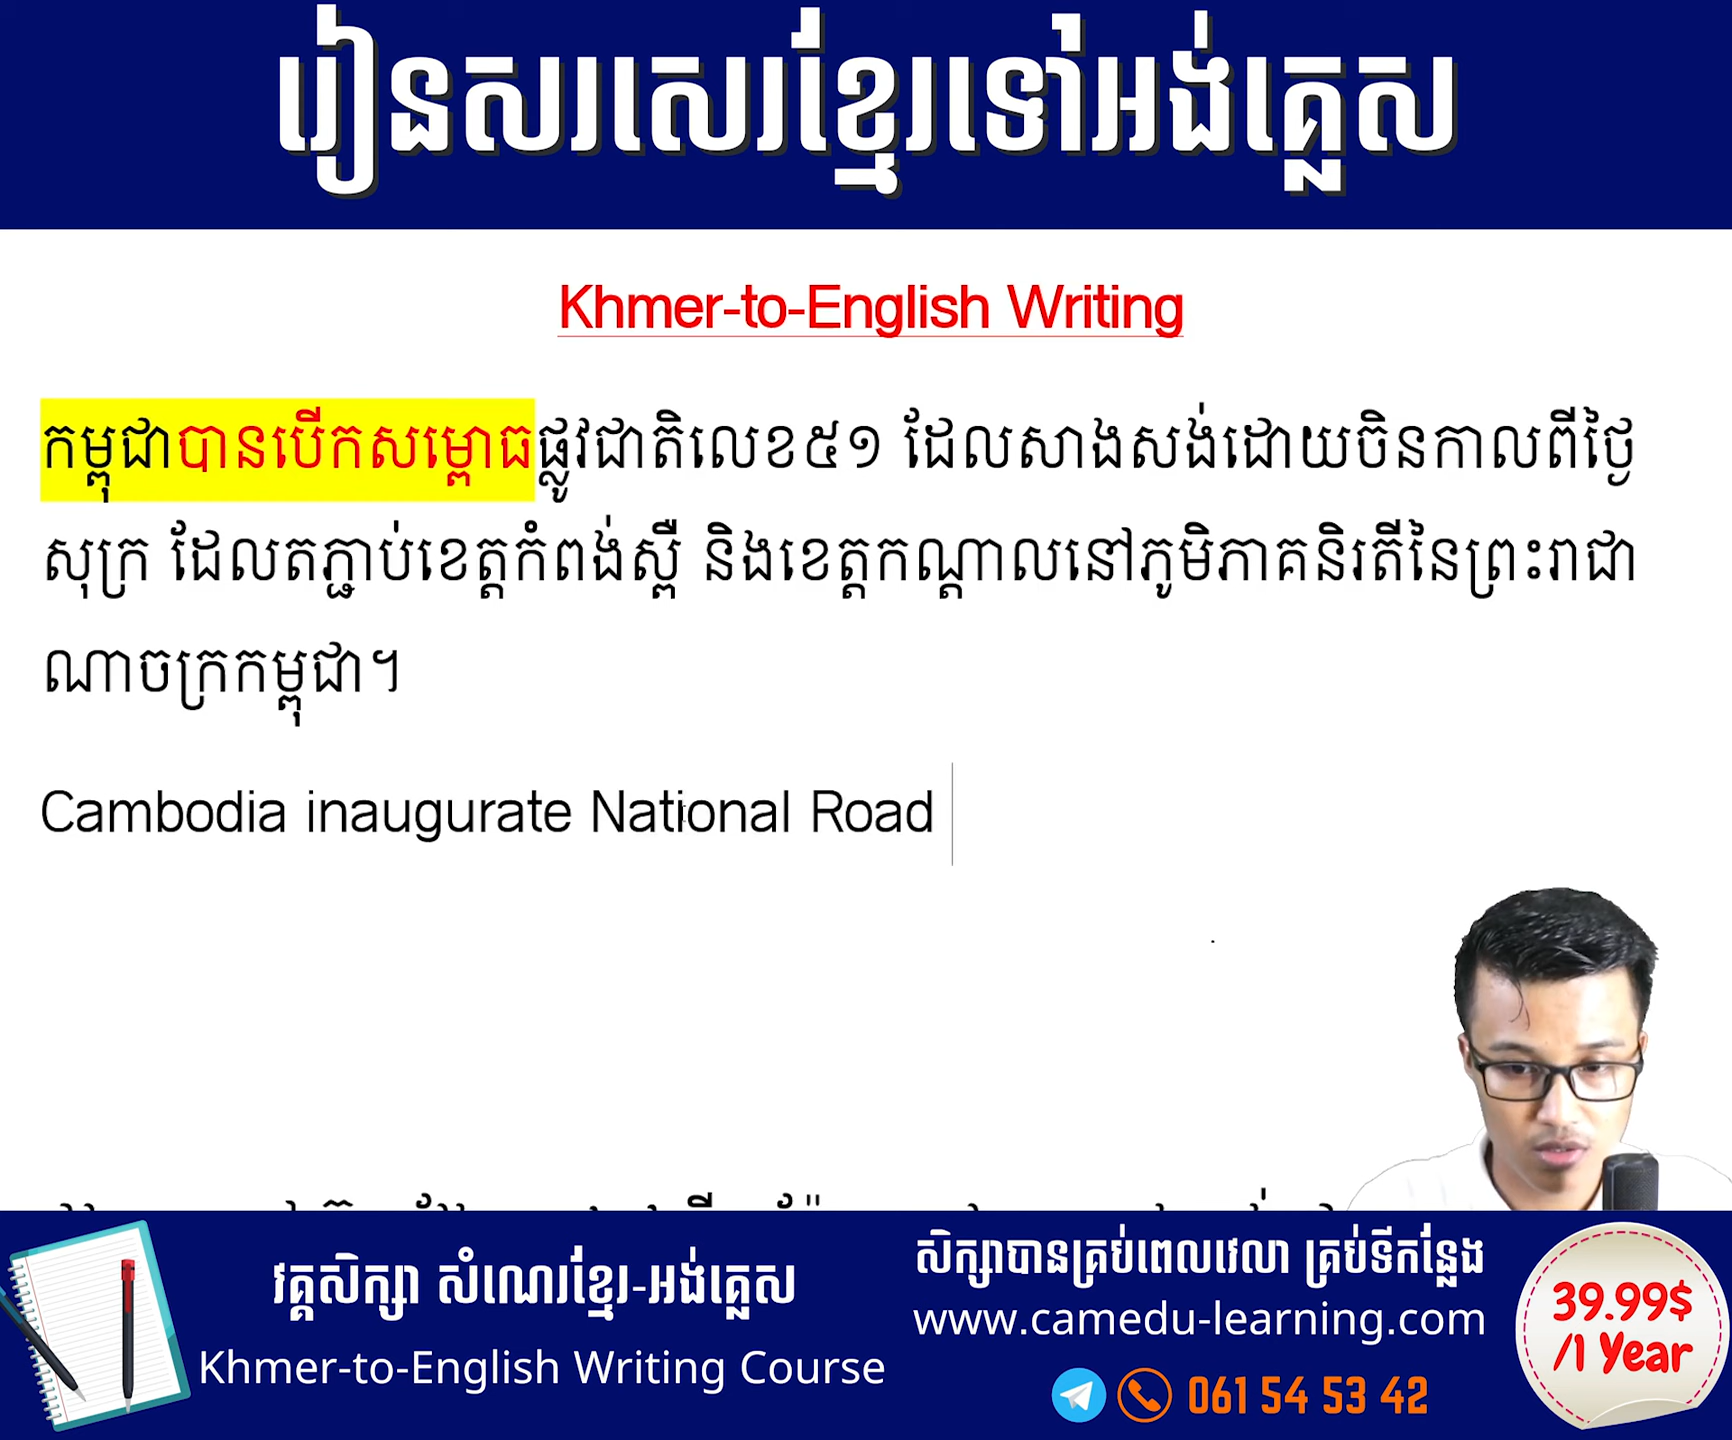 រៀនសរសេរខ្មែរទៅអង់គ្លេស
Khmer-to-English Writing
កម្ពុជាបានបើកសម្ពោធផ្លូវជាតិលេខ៥១ ដែលសាងសង់ដោយចិនកាលពីថ្ងៃ
សុក្រ ដែលតភ្ជាប់ខេត្តកំពង់ស្ពឺ និងខេត្តកណ្តាលនៅភូមិភាគនិរតីនៃព្រះរាជា
ណាចក្រកម្ពុជា។
Cambodia inaugurate National Road
វគ្គសិក្សា សំណេរខ្មែរ-អង់គ្លេស
Khmer-to-English Writing Course
សិក្សាបានគ្រប់ពេលវេលា គ្រប់ទីកន្លែង
www.camedu-learning.com
061 54 53 42
39.99$
/1 Year